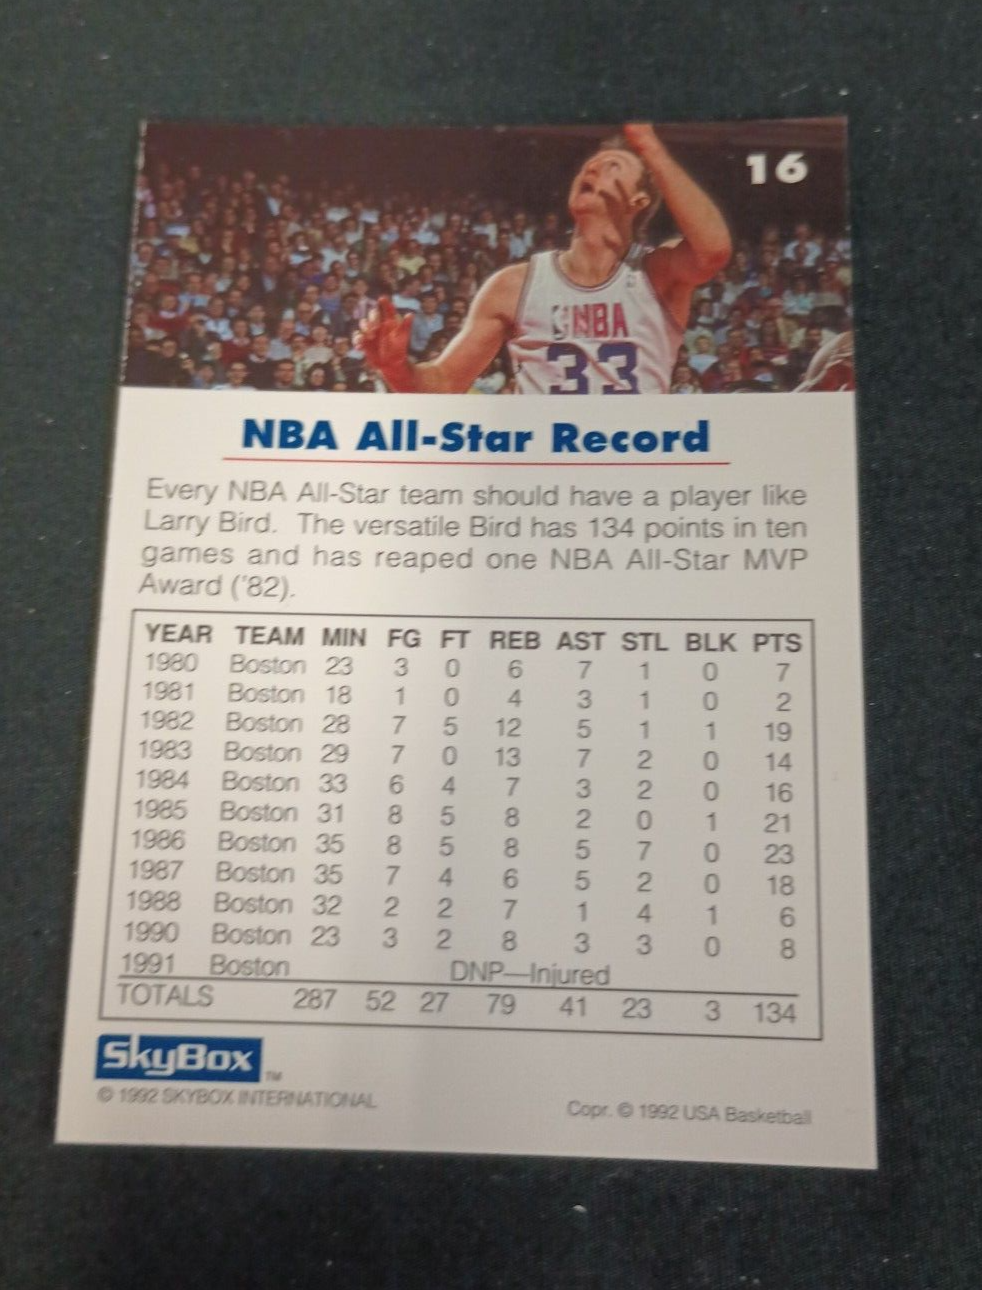 16
NBA
33
NBA All-Star Record
Every NBA All-Star team should have a player like
Larry Bird. The versatile Bird has 134 points in ten
games and has reaped one NBA All-Star MVP
Award ('82).
YEAR TEAM MIN FG FT REB AST STL BLK PTS
1980 Boston 23 3 0 6 7 1 0 7
1981 Boston 18 1 0 4 3 1 0 2
1982 Boston 28 7 5 12 5 1 1 19
1983 Boston 29 7 0 13 7 2 0 14
1984 Boston 33 6 4 7 3 2 0 16
1985 Boston 31 8 5 8 2 0 1 21
1986 Boston 35 8 5 8 5 7 0 23
1987 Boston 35 7 4 6 5 2 0 18
1988 Boston 32 2 2 7 1 4 1 6
1990 Boston 23 3 2 8 3 3 0 8
1991 Boston DNP—Injured
TOTALS 287 52 27 79 41 23 3 134
SkyBox TM
© 1992 SKYBOX INTERNATIONAL
Copr. © 1992 USA Basketball